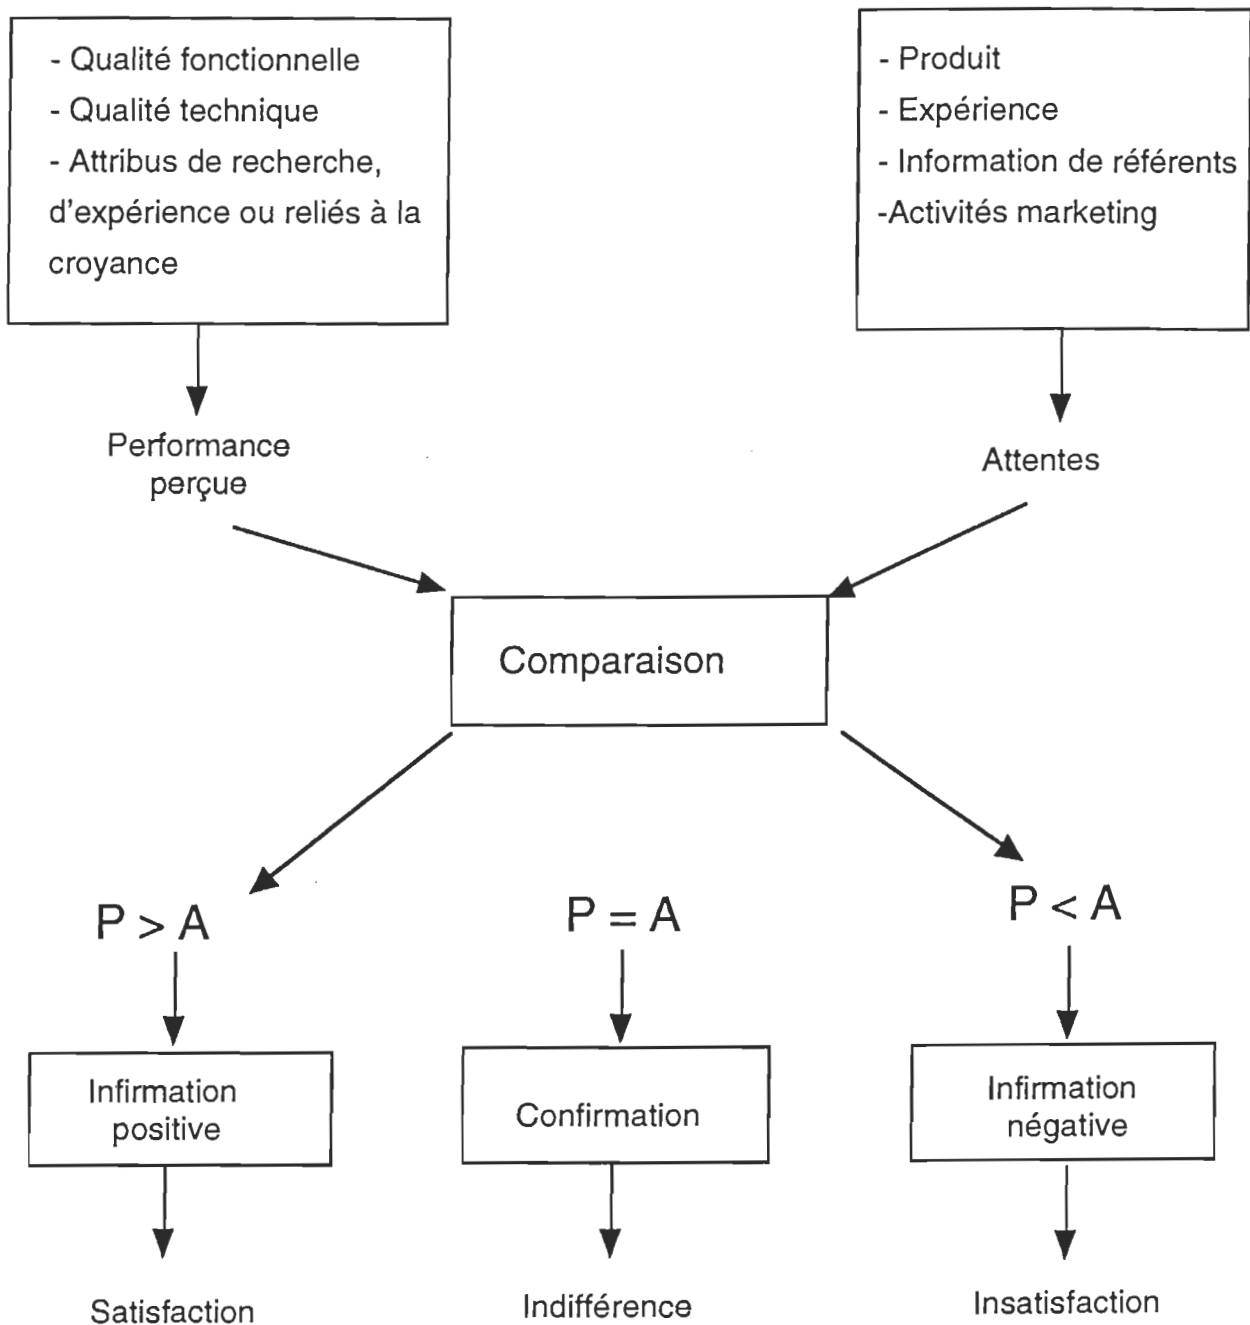 - Qualité fonctionnelle
- Qualité technique
- Attribus de recherche,
d'expérience ou reliés à la
croyance
- Produit
- Expérience
- Information de référents
-Activités marketing
Performance
perçue
Attentes
Comparaison
P > A
P = A
P < A
Infirmation
positive
Confirmation
Infirmation
négative
Satisfaction
Indifférence
Insatisfaction